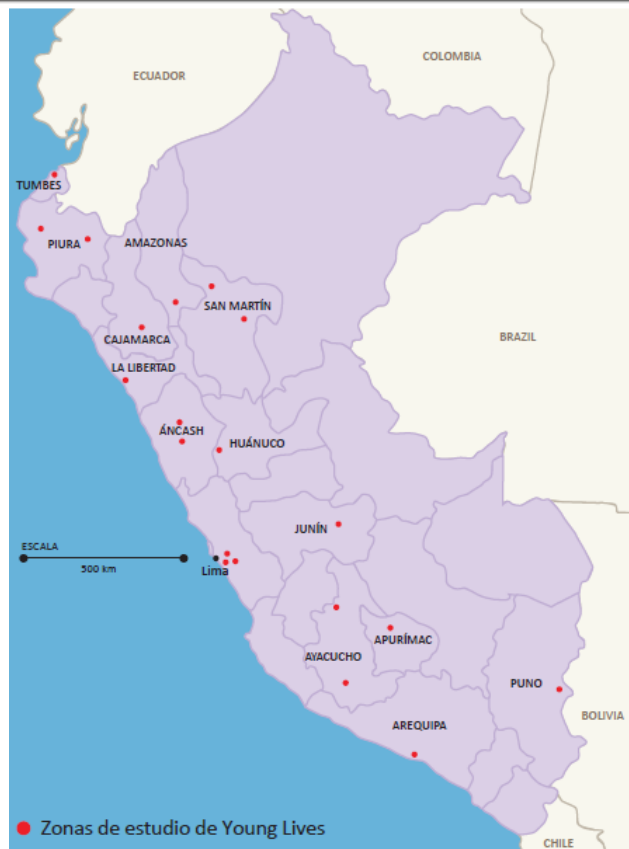 COLOMBIA
ECUADOR
TUMBES
PIURA
AMAZONAS
SAN MARTÍN
BRAZIL
CAJAMARCA
LA LIBERTAD
ÁNCASH
HUÁNUCO
JUNÍN
ESCALA
500 km
Lima
APURÍMAC
AYACUCHO
PUNO
BOLIVIA
AREQUIPA
Zonas de estudio de Young Lives
CHILE